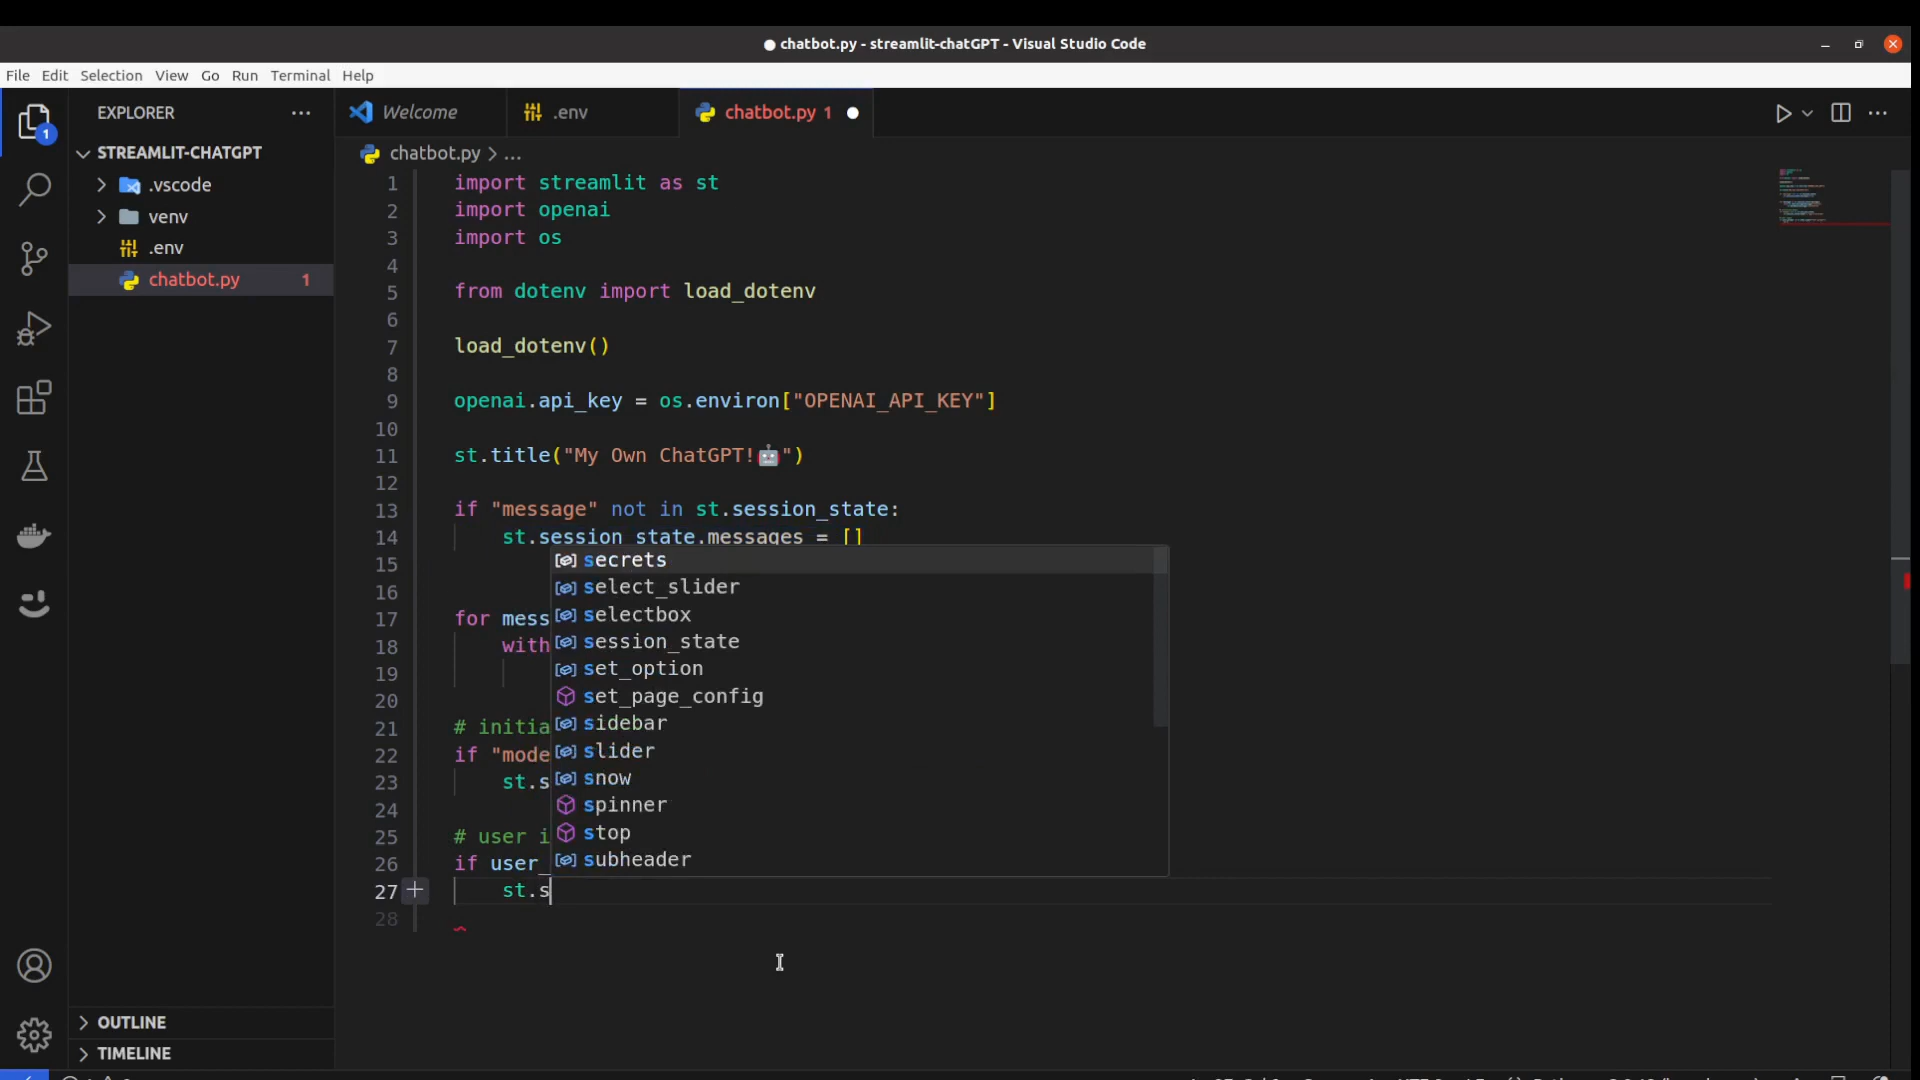 chatbot.py - streamlit-chatGPT - Visual Studio Code
File Edit Selection View Go Run Terminal Help
EXPLORER
Welcome
.env
chatbot.py 1
1
STREAMLIT-CHATGPT
.vscode
venv
.env
chatbot.py 1
chatbot.py > ...
1 import streamlit as st
2 import openai
3 import os
4
5 from dotenv import load_dotenv
6
7 load_dotenv()
8
9 openai.api_key = os.environ["OPENAI_API_KEY"]
10
11 st.title("My Own ChatGPT!🤖")
12
13 if "message" not in st.session_state:
14 st.session_state.messages = []
15
16
17 for mess
18 with
19
20
21 # initia
22 if "mode
23 st.s
24
25 # user i
26 if user_
27 st.s
28
secrets
select_slider
selectbox
session_state
set_option
set_page_config
sidebar
slider
snow
spinner
stop
subheader
OUTLINE
TIMELINE